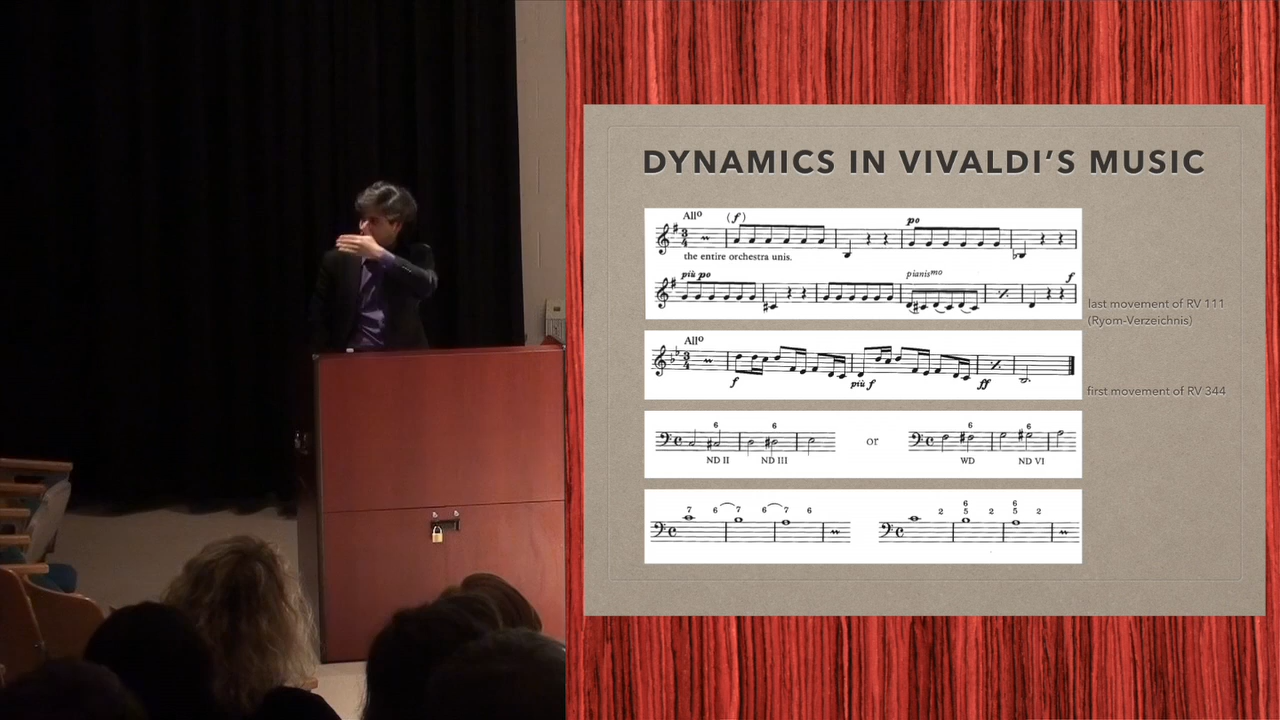 DYNAMICS IN VIVALDI'S MUSIC
Allo (f) po
the entire orchestra unis.
più po pianismo f
last movement of RV 111
(Ryom-Verzeichnis)
Allo
f più f ff
first movement of RV 344
6 6 or 6 6
ND II ND III WD ND VI
7 6 7 6 7 6 2 6 5 2 6 5 2